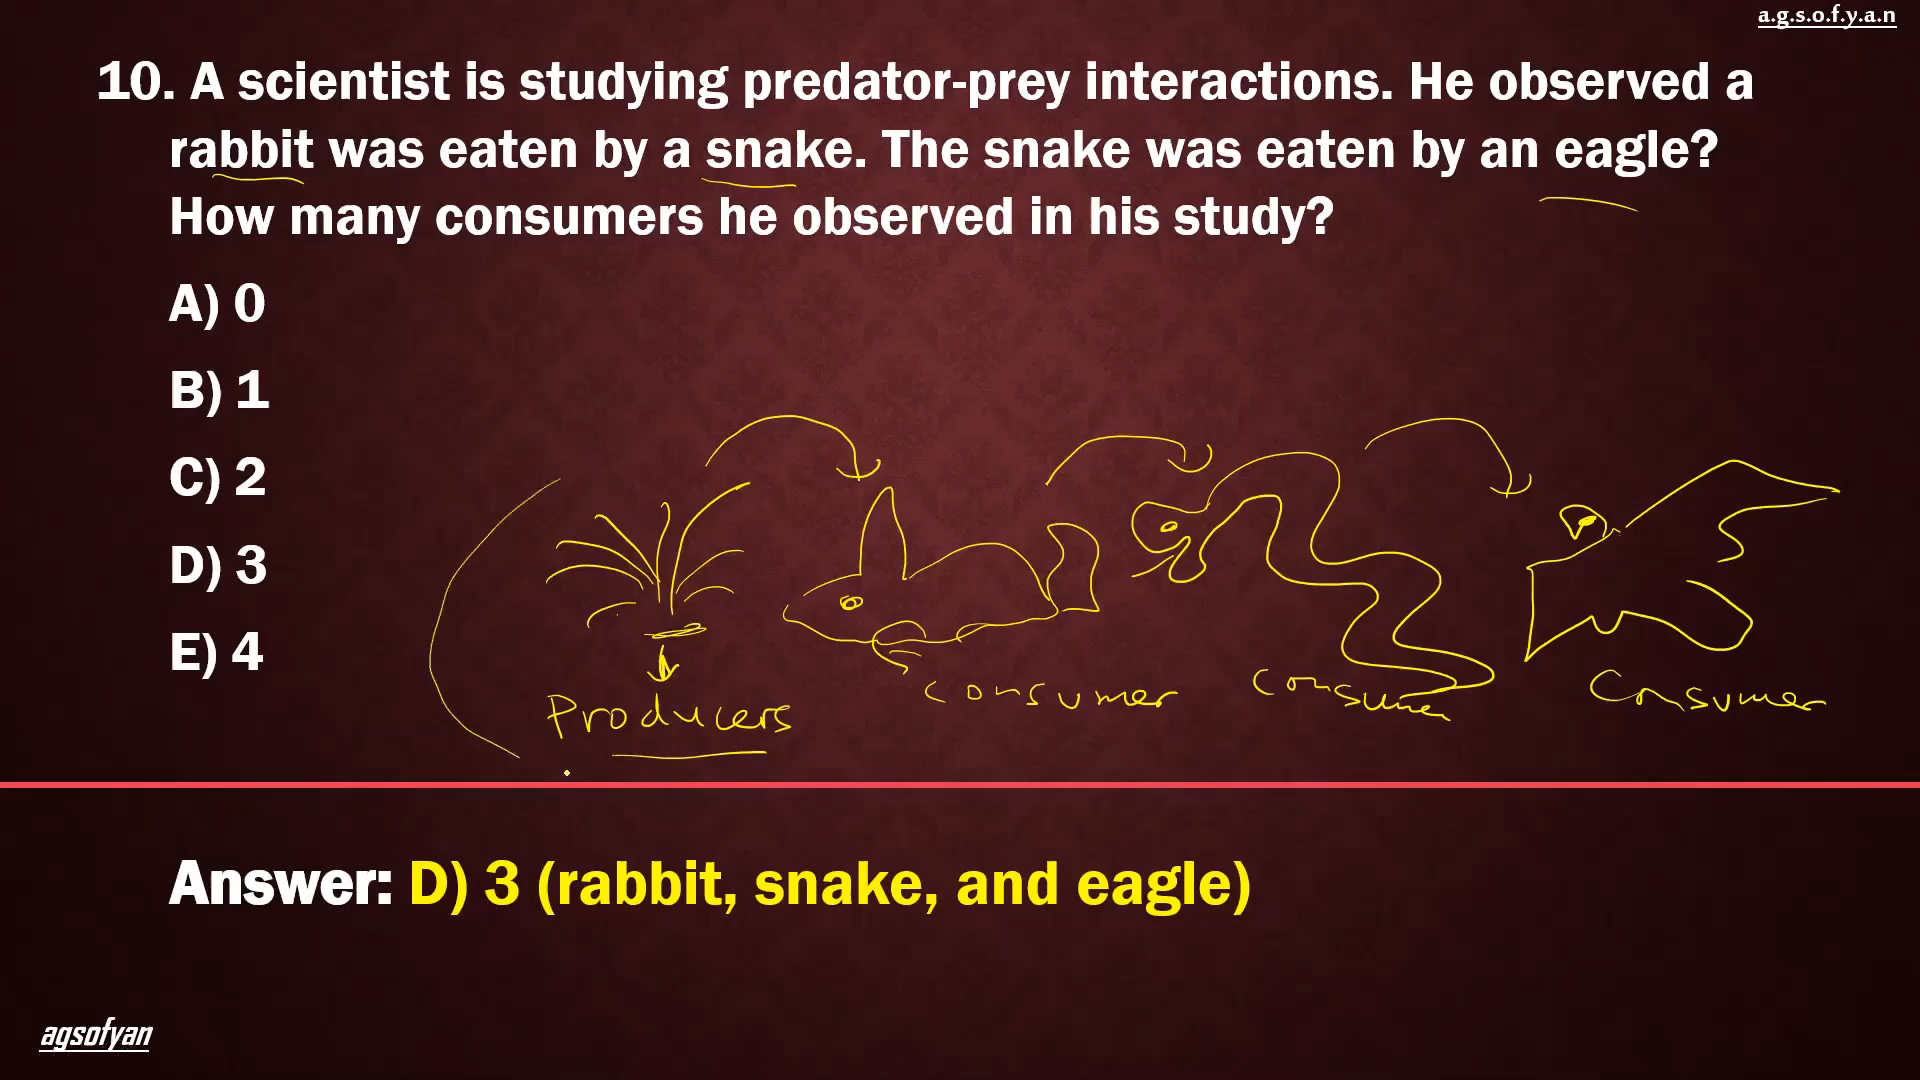 a.g.s.o.f.y.a.n
10. A scientist is studying predator-prey interactions. He observed a
rabbit was eaten by a snake. The snake was eaten by an eagle?
How many consumers he observed in his study?
A) 0
B) 1
C) 2
D) 3
E) 4
Producers
consumer
Consumer
Consumer
Answer: D) 3 (rabbit, snake, and eagle)
agsofyan